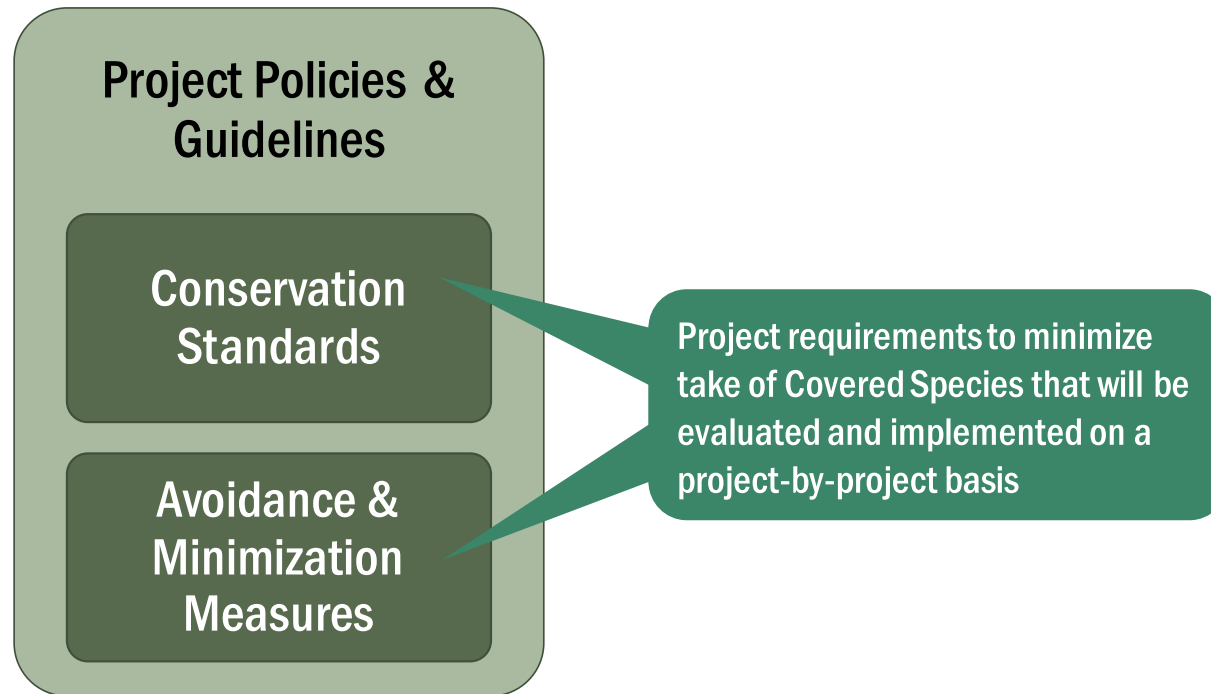 Project Policies &
Guidelines
Conservation
Standards
Avoidance &
Minimization
Measures
Project requirements to minimize
take of Covered Species that will be
evaluated and implemented on a
project-by-project basis